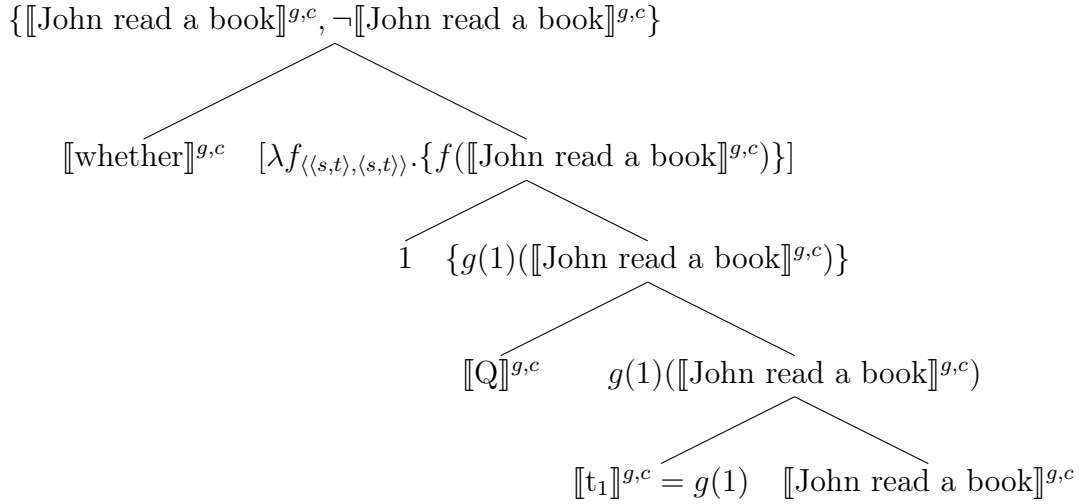 {⟦John read a book⟧^{g,c}, ¬⟦John read a book⟧^{g,c}}
⟦whether⟧^{g,c} [λf_{⟨⟨s,t⟩,⟨s,t⟩⟩}.{f(⟦John read a book⟧^{g,c})}]
1 {g(1)(⟦John read a book⟧^{g,c})}
⟦Q⟧^{g,c} g(1)(⟦John read a book⟧^{g,c})
⟦t₁⟧^{g,c} = g(1) ⟦John read a book⟧^{g,c}